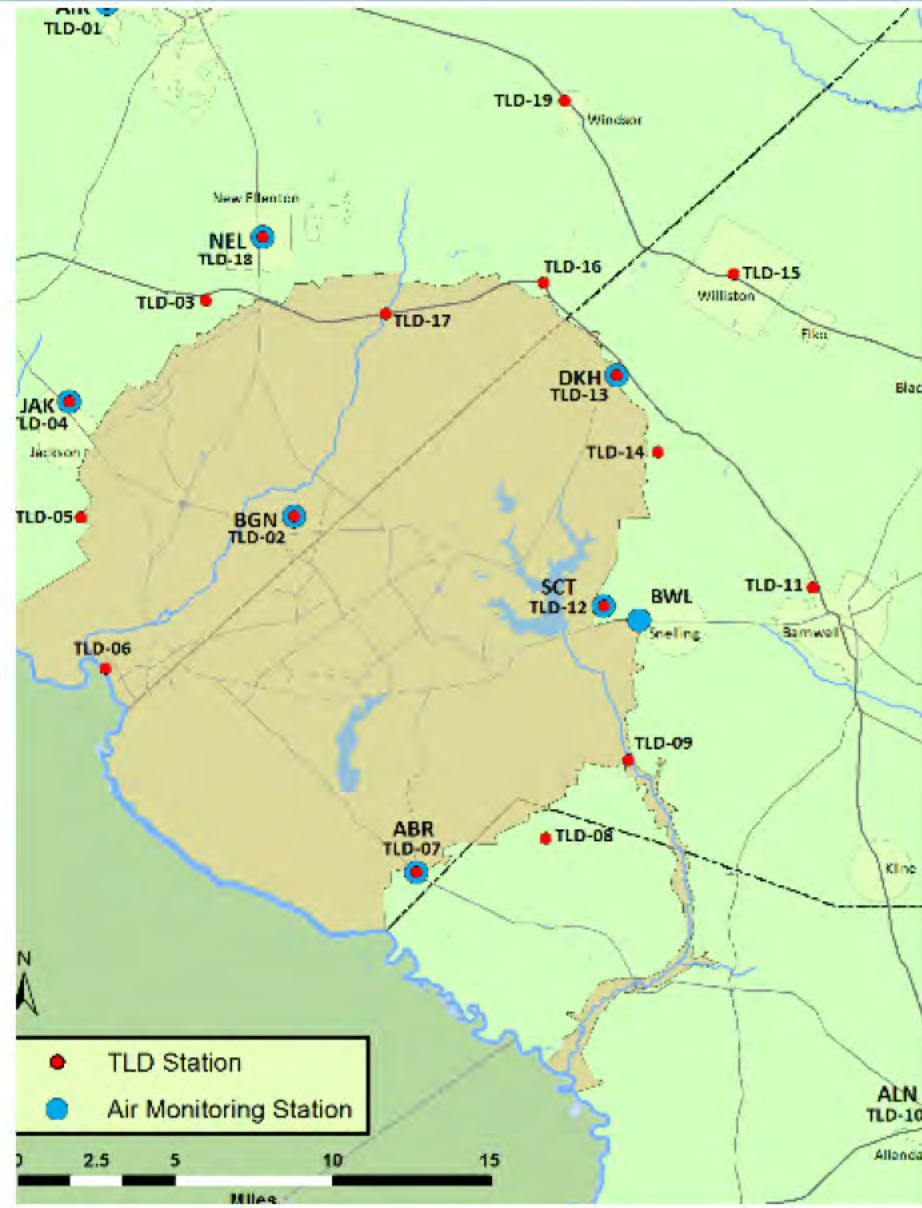 AIK
TLD-01
TLD-19
Windsor
New Ellenton
NEL
TLD-18
TLD-16
TLD-15
Williston
TLD-03
TLD-17
Elko
DKH
TLD-13
JAK
TLD-04
Jackson
TLD-14
TLD-05
BGN
TLD-02
SCT
TLD-12
BWL
Snelling
TLD-11
Barnwell
TLD-06
TLD-09
ABR
TLD-07
TLD-08
Kline
N
TLD Station
Air Monitoring Station
ALN
TLD-10
0 2.5 5 10 15
Miles